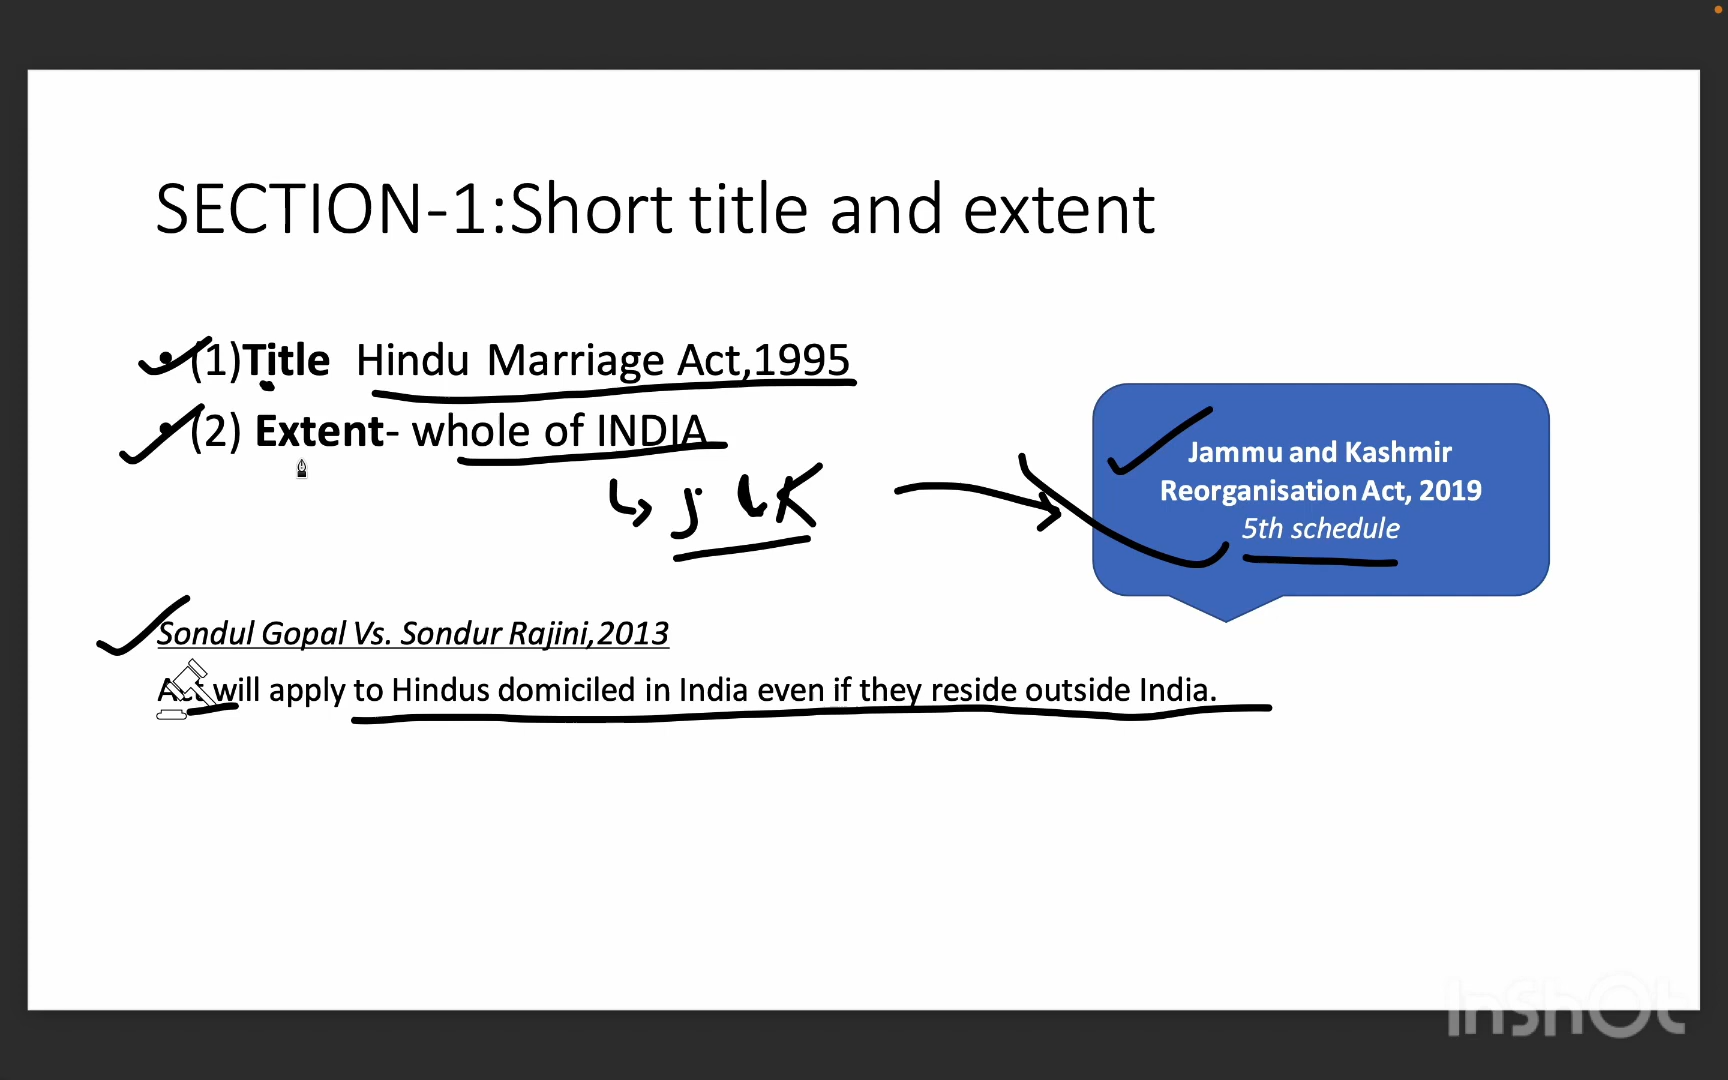 SECTION-1:Short title and extent
• (1)Title Hindu Marriage Act,1995
• (2) Extent- whole of INDIA
↳ J & K →
Jammu and Kashmir
Reorganisation Act, 2019
5th schedule
Sondul Gopal Vs. Sondur Rajini,2013
Act will apply to Hindus domiciled in India even if they reside outside India.
InShOt